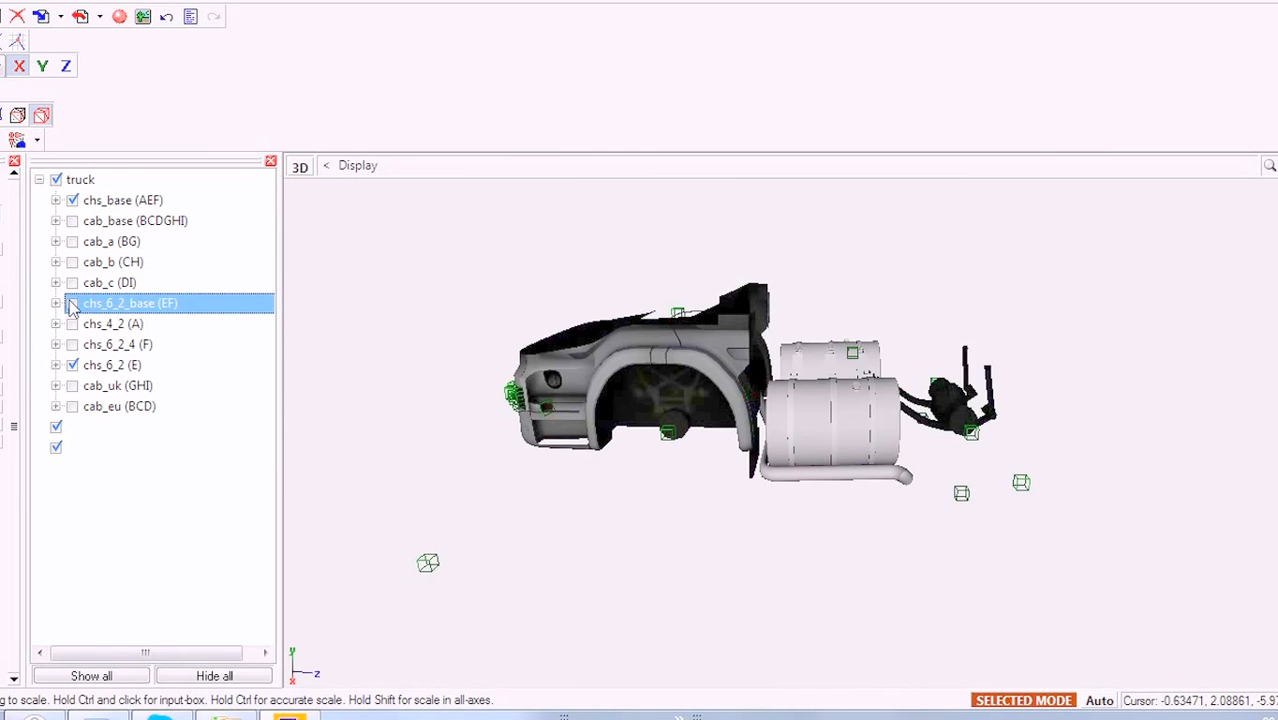 X Y Z
3D < Display
truck
chs_base (AEF)
cab_base (BCDGHI)
cab_a (BG)
cab_b (CH)
cab_c (DI)
chs_6_2_base (EF)
chs_4_2 (A)
chs_6_2_4 (F)
chs_6_2 (E)
cab_uk (GHI)
cab_eu (BCD)
y
z
Show all Hide all
g to scale. Hold Ctrl and click for input-box. Hold Ctrl for accurate scale. Hold Shift for scale in all-axes. SELECTED MODE Auto Cursor: -0.63471, 2.08861, -5.97